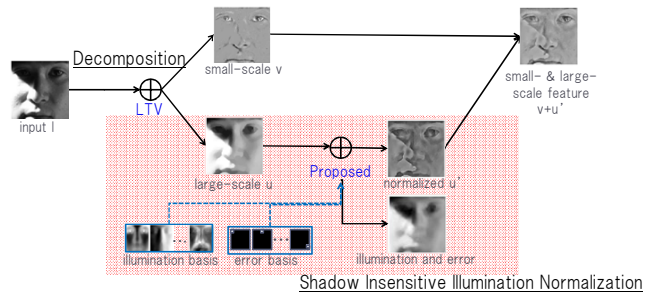 Decomposition
small-scale v
small- & large-
scale feature
v+u'
input I
LTV
large-scale u
Proposed
normalized u'
...
...
illumination basis
error basis
illumination and error
Shadow Insensitive Illumination Normalization